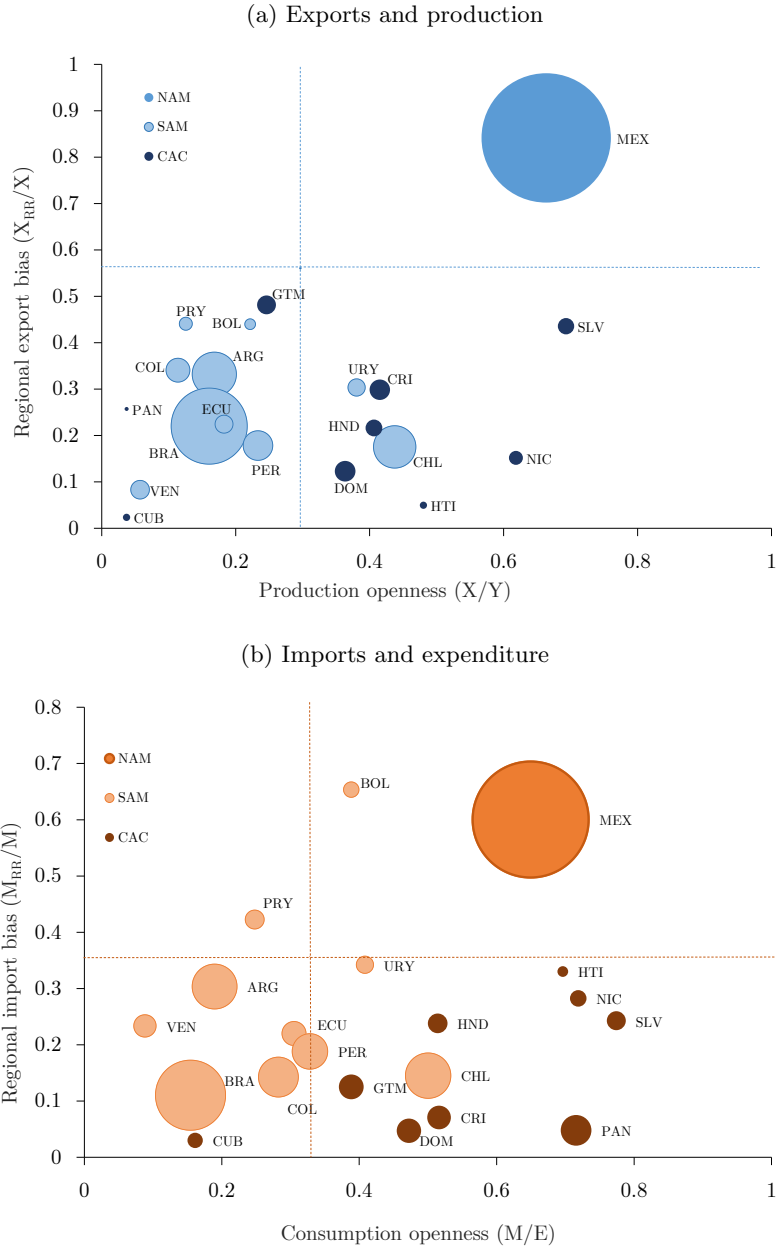 (a) Exports and production
Regional export bias (X_RR/X)
1
0.9
0.8
0.7
0.6
0.5
0.4
0.3
0.2
0.1
0
NAM
SAM
CAC
MEX
GTM
PRY
BOL
SLV
COL
ARG
URY
CRI
PAN
ECU
HND
BRA
PER
CHL
NIC
DOM
VEN
HTI
CUB
0 0.2 0.4 0.6 0.8 1
Production openness (X/Y)
(b) Imports and expenditure
Regional import bias (M_RR/M)
0.8
0.7
0.6
0.5
0.4
0.3
0.2
0.1
0
NAM
SAM
CAC
BOL
MEX
PRY
URY
HTI
ARG
NIC
VEN
ECU
HND
SLV
PER
BRA
GTM
CHL
COL
CRI
CUB
DOM
PAN
0 0.2 0.4 0.6 0.8 1
Consumption openness (M/E)